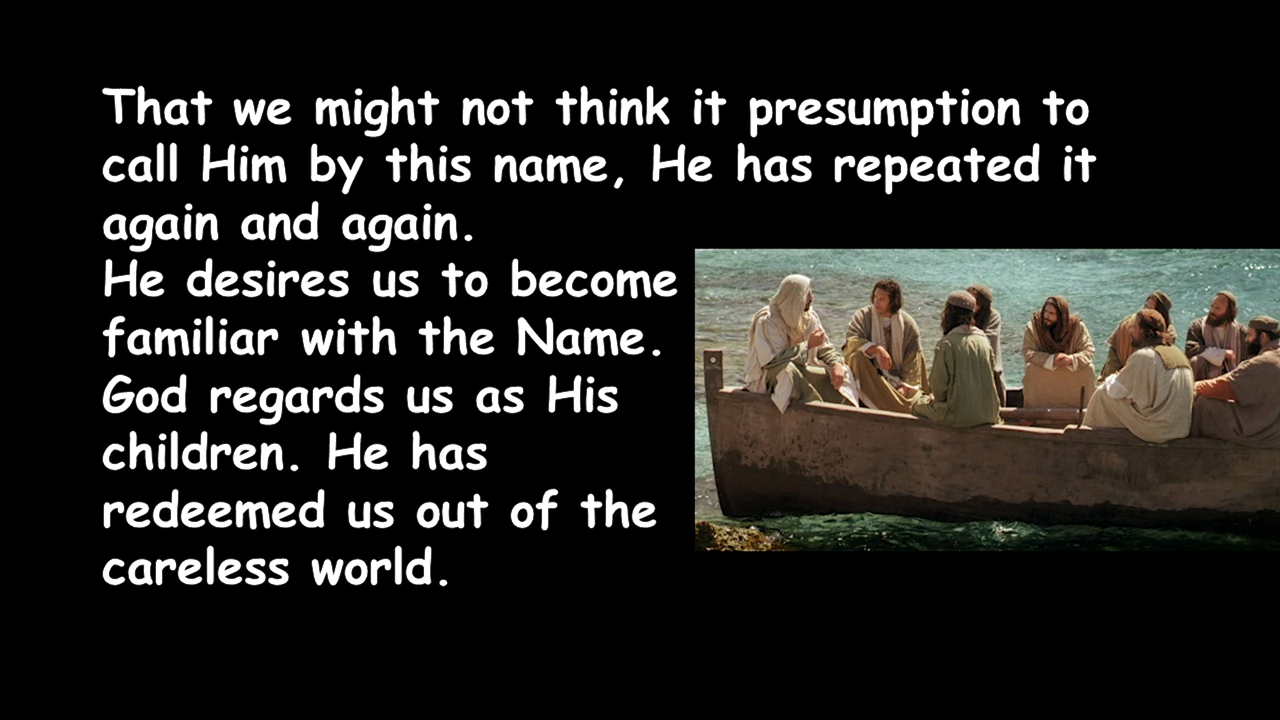 That we might not think it presumption to
call Him by this name, He has repeated it
again and again.
He desires us to become
familiar with the Name.
God regards us as His
children. He has
redeemed us out of the
careless world.